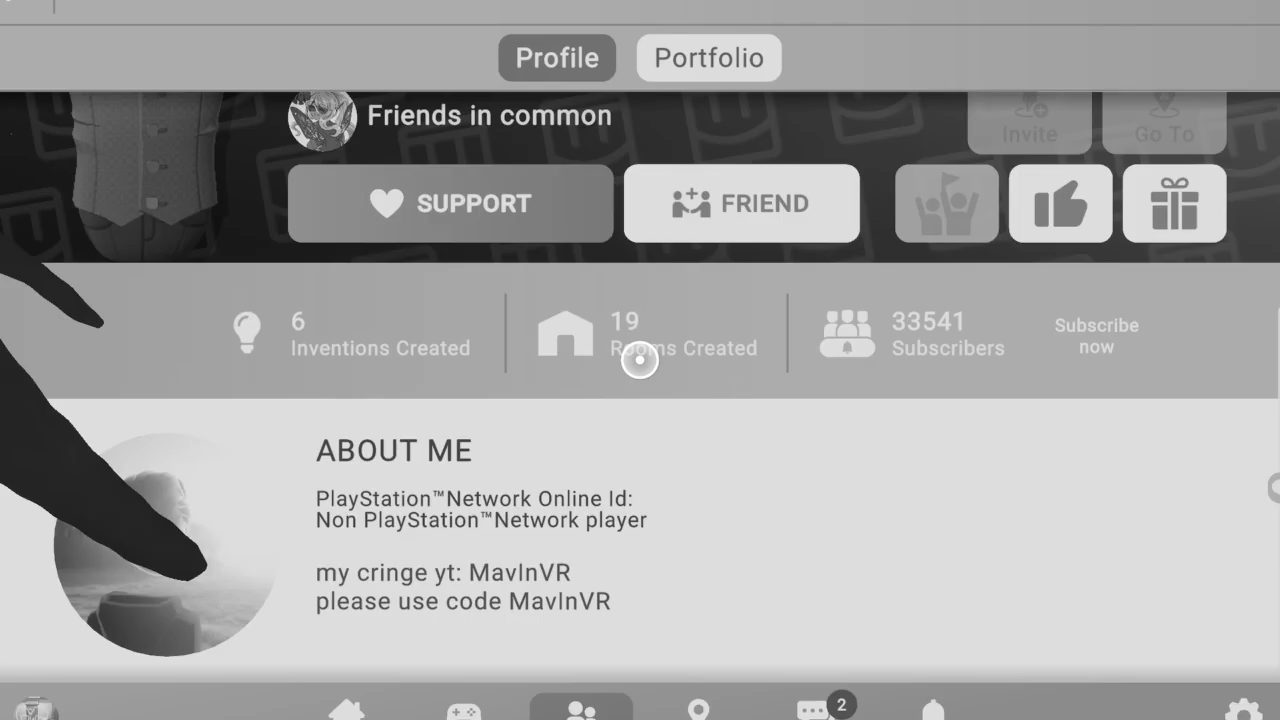 Profile
Portfolio
Friends in common
Invite
Go To
SUPPORT
FRIEND
6
Inventions Created
19
Rooms Created
33541
Subscribers
Subscribe
now
ABOUT ME
PlayStation™Network Online Id:
Non PlayStation™Network player
my cringe yt: MavInVR
please use code MavInVR
2